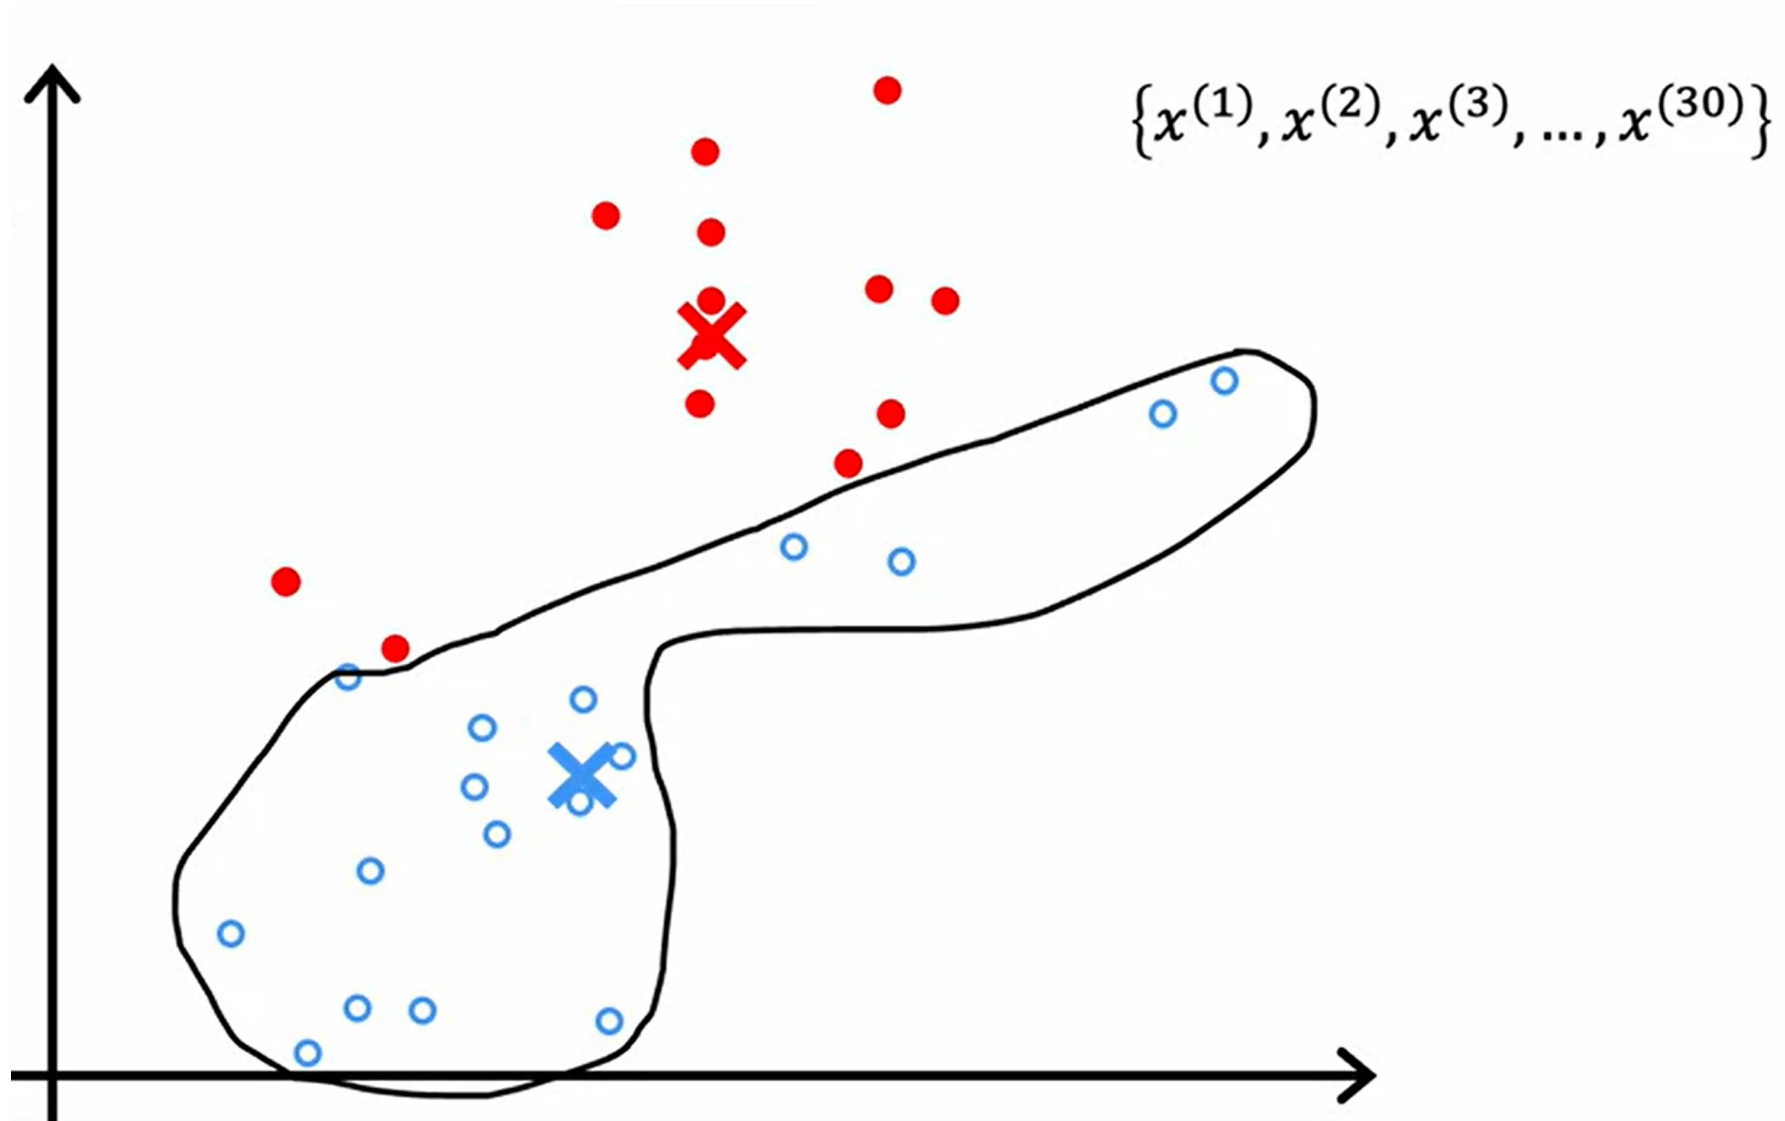 {x^(1), x^(2), x^(3), ..., x^(30)}